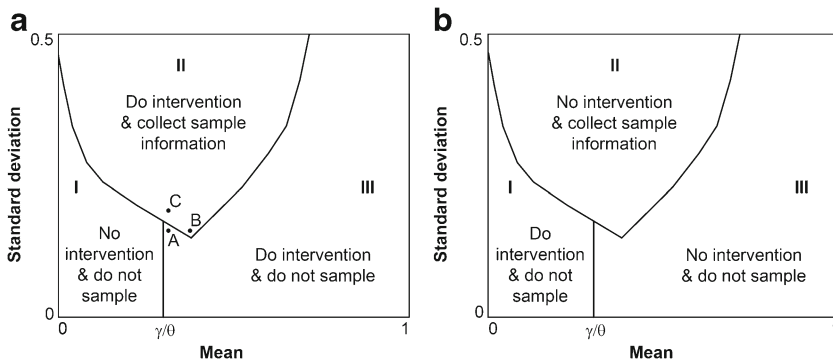 a
0.5
Standard deviation
0
II
Do intervention
& collect sample
information
I
III
C
B
A
No
intervention
& do not
sample
Do intervention
& do not sample
0
γ/θ
1
Mean
b
0.5
Standard deviation
0
II
No intervention
& collect sample
information
I
III
Do
intervention
& do not
sample
No intervention
& do not sample
0
γ/θ
1
Mean